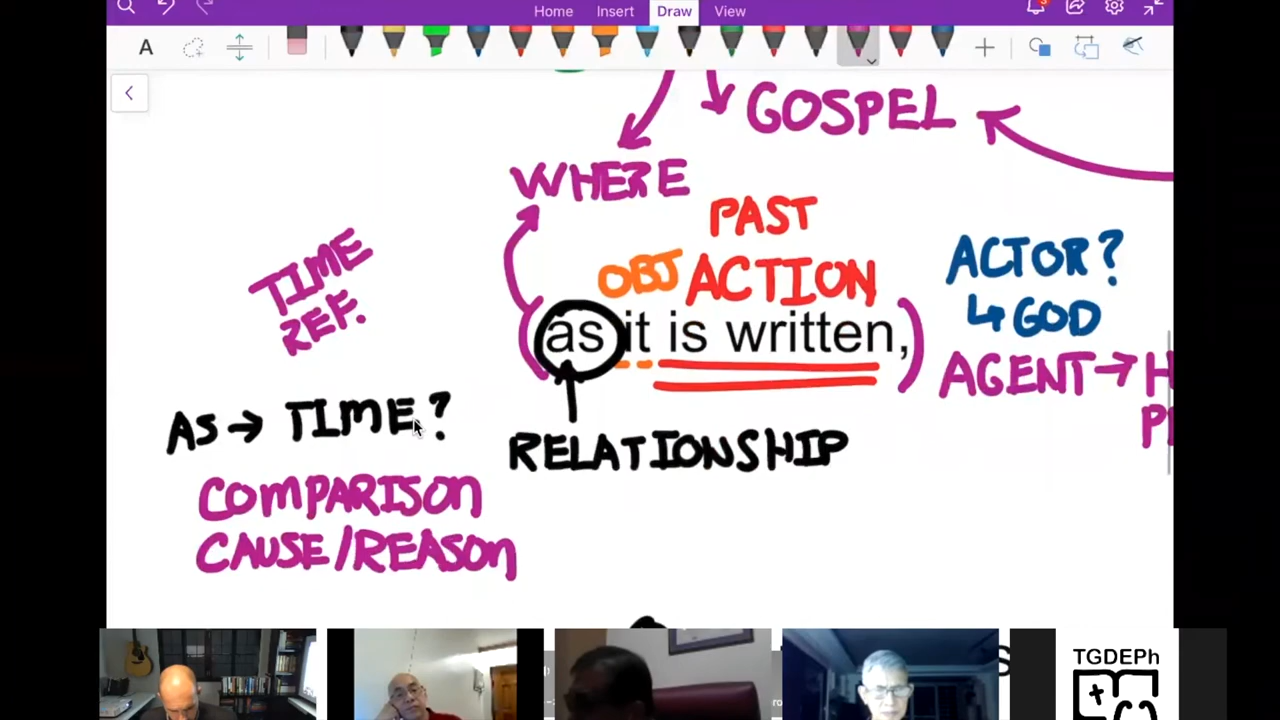 Home Insert Draw View
A
GOSPEL
WHERE
PAST
TIME
REF.
OBJ ACTION
ACTOR?
↳ GOD
as it is written,
AGENT → H
AS → TIME?
RELATIONSHIP
COMPARISON
CAUSE/REASON
TGDEPh